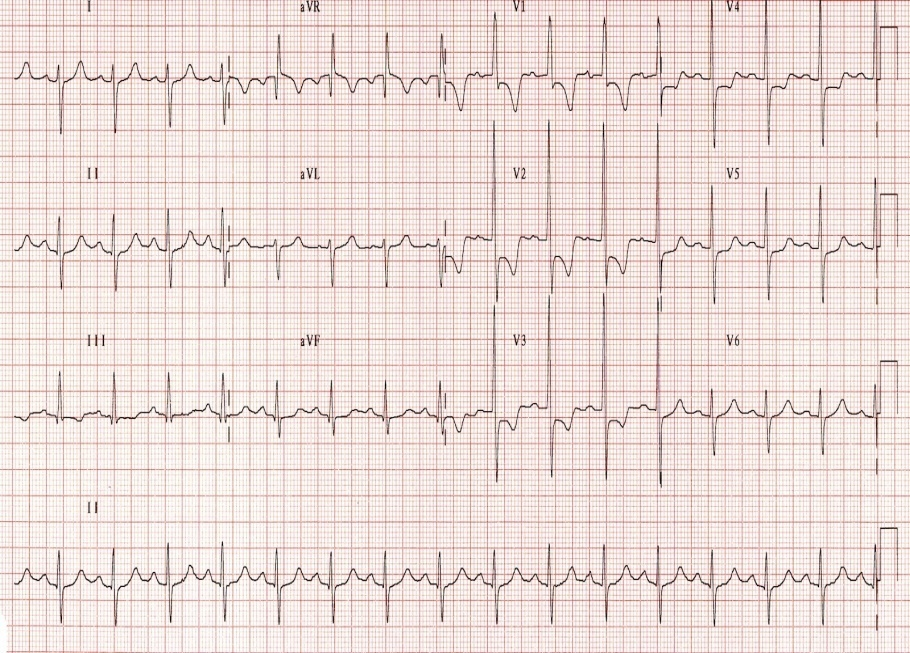 I aVR V1 V4
II aVL V2 V5
III aVF V3 V6
II